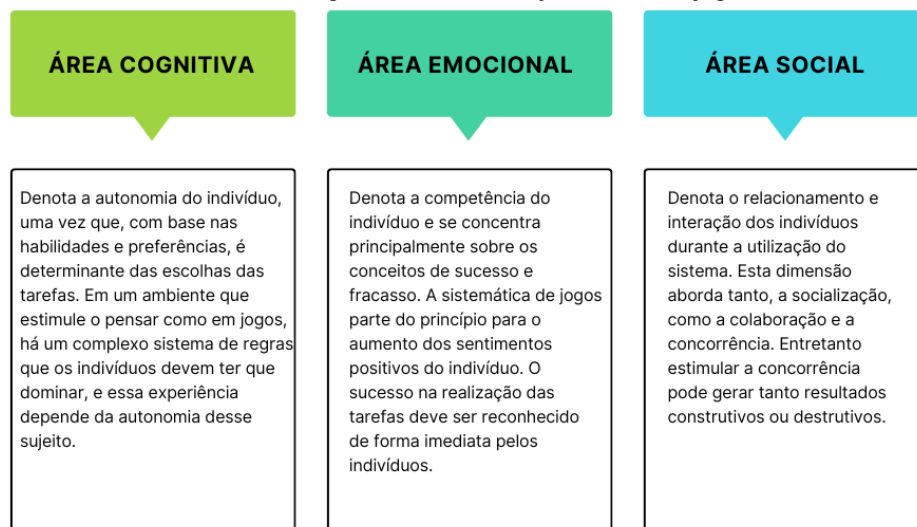 ÁREA COGNITIVA
Denota a autonomia do indivíduo,
uma vez que, com base nas
habilidades e preferências, é
determinante das escolhas das
tarefas. Em um ambiente que
estimule o pensar como em jogos,
há um complexo sistema de regras
que os indivíduos devem ter que
dominar, e essa experiência
depende da autonomia desse
sujeito.
ÁREA EMOCIONAL
Denota a competência do
indivíduo e se concentra
principalmente sobre os
conceitos de sucesso e
fracasso. A sistemática de jogos
parte do princípio para o
aumento dos sentimentos
positivos do indivíduo. O
sucesso na realização das
tarefas deve ser reconhecido
de forma imediata pelos
indivíduos.
ÁREA SOCIAL
Denota o relacionamento e
interação dos indivíduos
durante a utilização do
sistema. Esta dimensão
aborda tanto, a socialização,
como a colaboração e a
concorrência. Entretanto
estimular a concorrência
pode gerar tanto resultados
construtivos ou destrutivos.